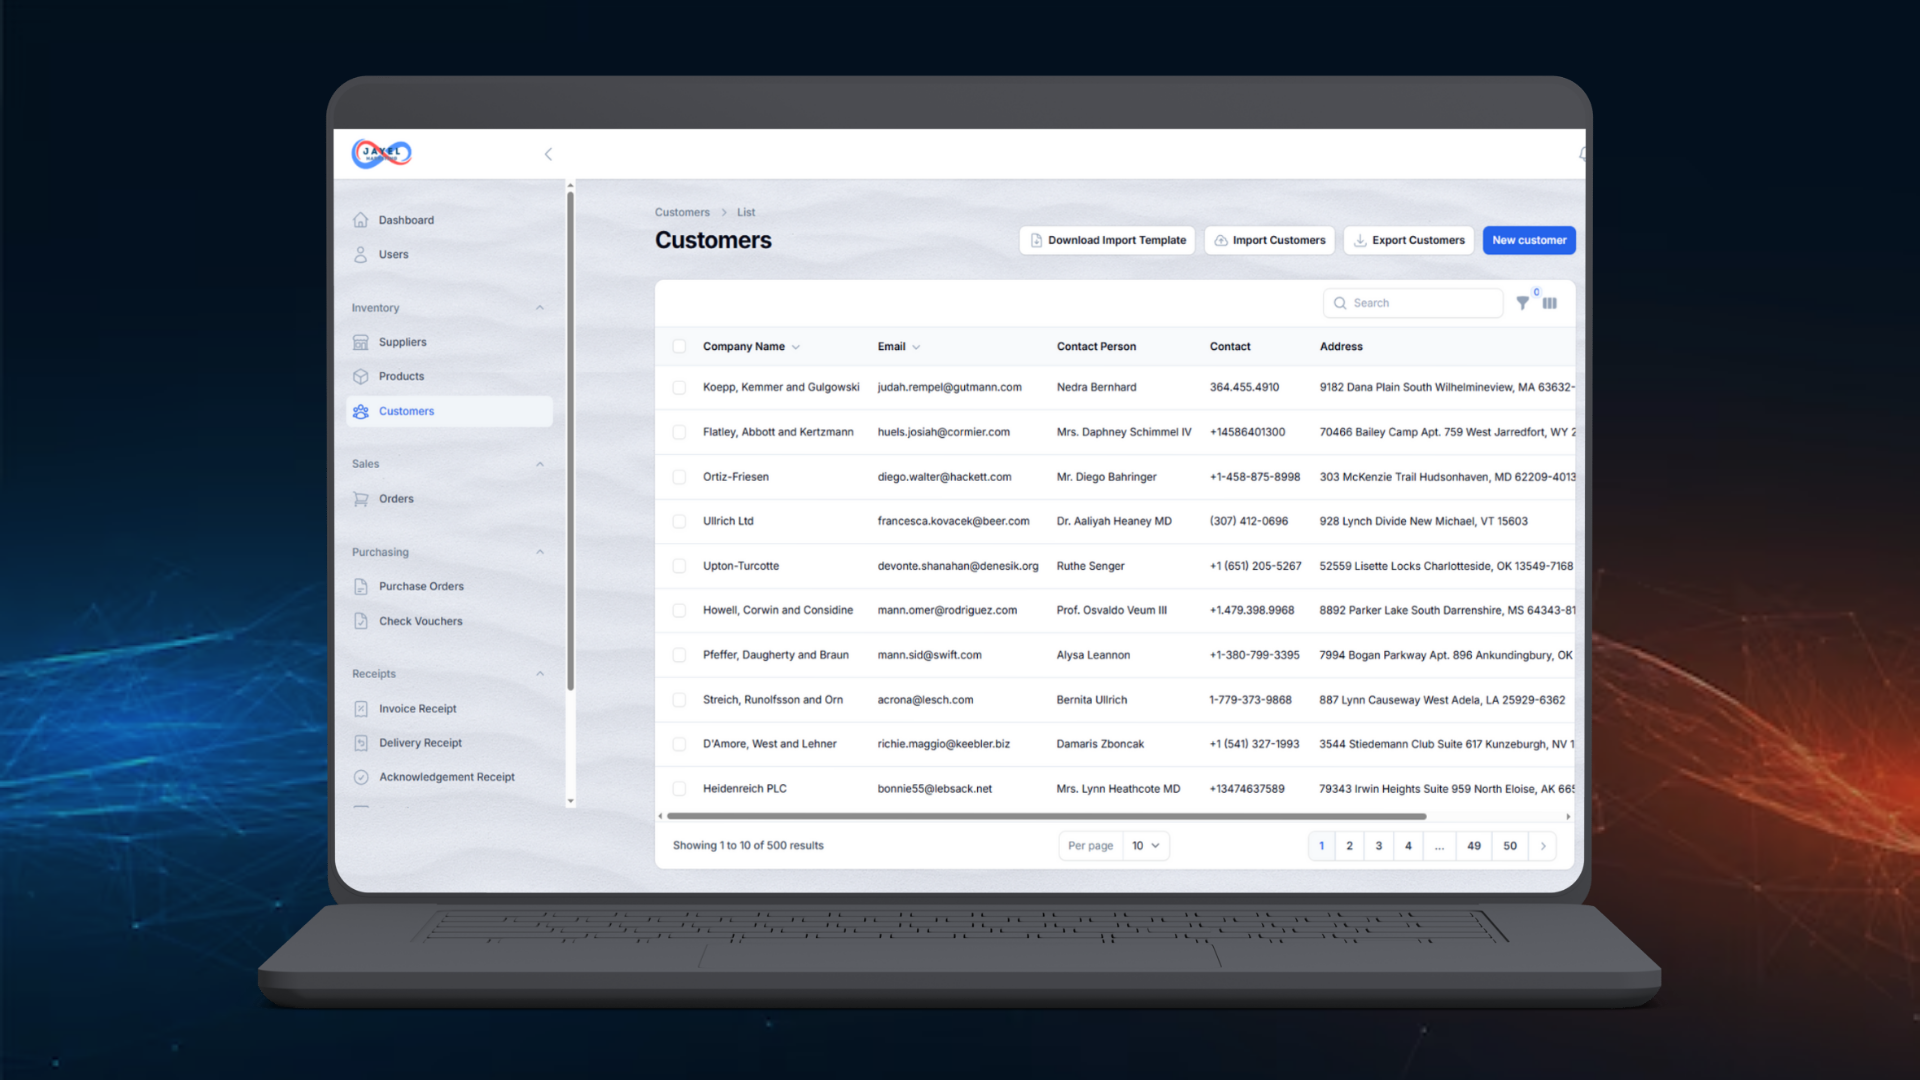 JAYEL
Dashboard
Users
Inventory
Suppliers
Products
Customers
Sales
Orders
Purchasing
Purchase Orders
Check Vouchers
Receipts
Invoice Receipt
Delivery Receipt
Acknowledgement Receipt
Customers > List
Customers
Download Import Template Import Customers Export Customers New customer
Search 0
Company Name Email Contact Person Contact Address
Koepp, Kemmer and Gulgowski judah.rempel@gutmann.com Nedra Bernhard 364.455.4910 9182 Dana Plain South Wilhelmineview, MA 63632-
Flatley, Abbott and Kertzmann huels.josiah@cormier.com Mrs. Daphney Schimmel IV +14586401300 70466 Bailey Camp Apt. 759 West Jarredfort, WY 2
Ortiz-Friesen diego.walter@hackett.com Mr. Diego Bahringer +1-458-875-8998 303 McKenzie Trail Hudsonhaven, MD 62209-4013
Ullrich Ltd francesca.kovacek@beer.com Dr. Aaliyah Heaney MD (307) 412-0696 928 Lynch Divide New Michael, VT 15603
Upton-Turcotte devonte.shanahan@denesik.org Ruthe Senger +1 (651) 205-5267 52559 Lisette Locks Charlotteside, OK 13549-7168
Howell, Corwin and Considine mann.omer@rodriguez.com Prof. Osvaldo Veum III +1.479.398.9968 8892 Parker Lake South Darrenshire, MS 64343-81
Pfeffer, Daugherty and Braun mann.sid@swift.com Alysa Leannon +1-380-799-3395 7994 Bogan Parkway Apt. 896 Ankundingbury, OK
Streich, Runolfsson and Orn acrona@lesch.com Bernita Ullrich 1-779-373-9868 887 Lynn Causeway West Adela, LA 25929-6362
D'Amore, West and Lehner richie.maggio@keebler.biz Damaris Zboncak +1 (541) 327-1993 3544 Stiedemann Club Suite 617 Kunzeburgh, NV 1
Heidenreich PLC bonnie55@lebsack.net Mrs. Lynn Heathcote MD +13474637589 79343 Irwin Heights Suite 959 North Eloise, AK 665
Showing 1 to 10 of 500 results Per page 10 1 2 3 4 ... 49 50